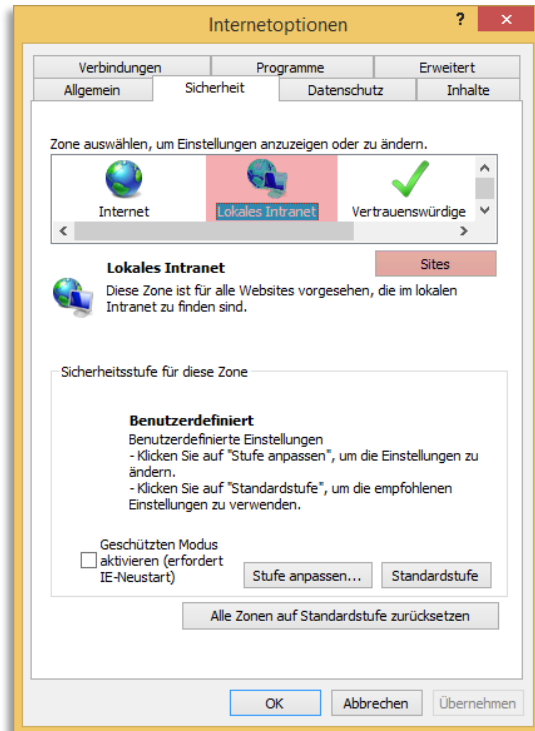 Internetoptionen
?
×
Verbindungen
Programme
Erweitert
Allgemein
Sicherheit
Datenschutz
Inhalte
Zone auswählen, um Einstellungen anzuzeigen oder zu ändern.
Internet
Lokales Intranet
Vertrauenswürdige
Lokales Intranet
Sites
Diese Zone ist für alle Websites vorgesehen, die im lokalen
Intranet zu finden sind.
Sicherheitsstufe für diese Zone
Benutzerdefiniert
Benutzerdefinierte Einstellungen
- Klicken Sie auf "Stufe anpassen", um die Einstellungen zu
ändern.
- Klicken Sie auf "Standardstufe", um die empfohlenen
Einstellungen zu verwenden.
Geschützten Modus
aktivieren (erfordert
IE-Neustart)
Stufe anpassen...
Standardstufe
Alle Zonen auf Standardstufe zurücksetzen
OK
Abbrechen
Übernehmen